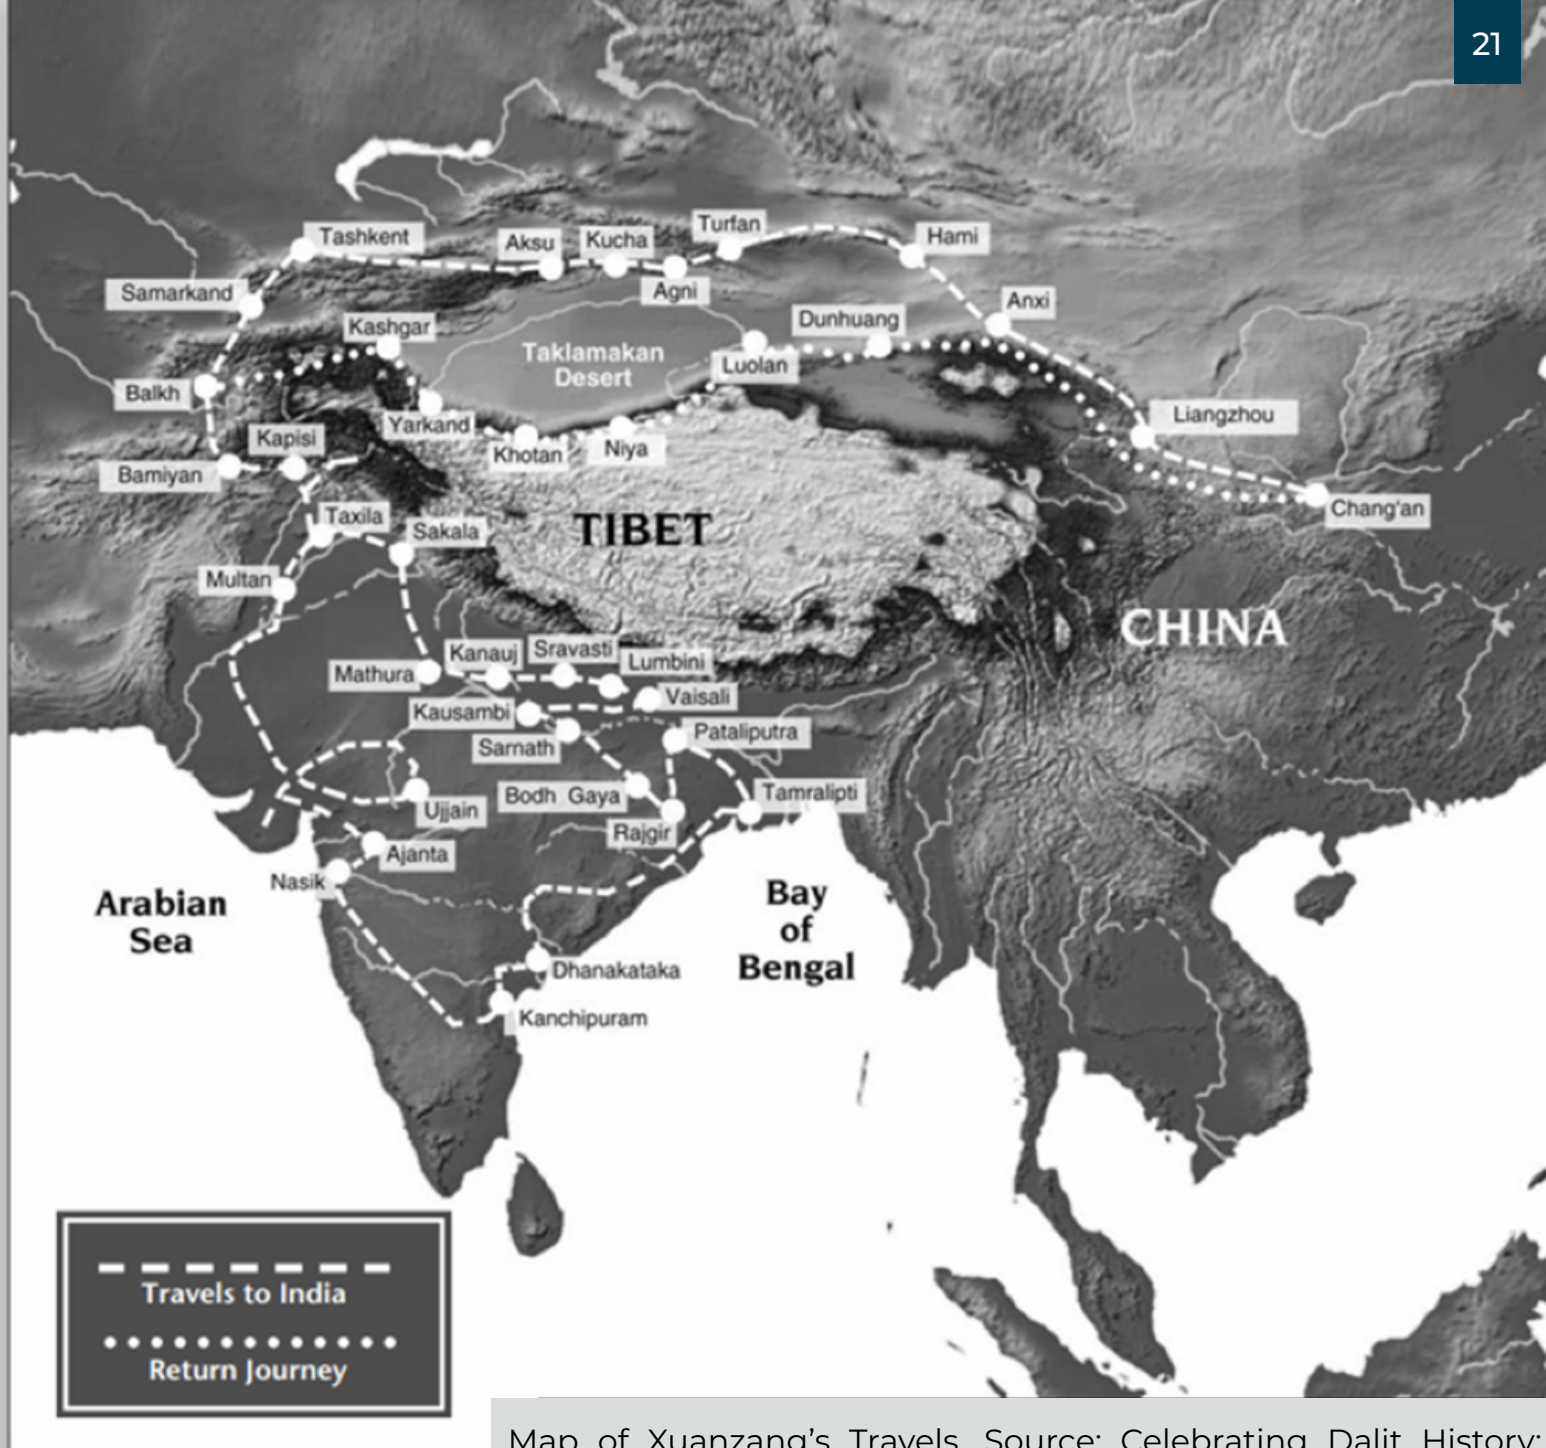 21
Turfan
Tashkent
Aksu
Kucha
Hami
Samarkand
Agni
Anxi
Kashgar
Dunhuang
Taklamakan
Desert
Luolan
Balkh
Yarkand
Liangzhou
Kapisi
Khotan
Niya
Bamiyan
Chang'an
Taxila
Sakala
TIBET
Multan
CHINA
Kanauj
Sravasti
Lumbini
Mathura
Vaisali
Kausambi
Sarnath
Pataliputra
Bodh Gaya
Tamralipti
Ujjain
Rajgir
Ajanta
Nasik
Arabian
Sea
Bay
of
Bengal
Dhanakataka
Kanchipuram
Travels to India
Return Journey
Map of Xuanzang's Travels. Source: Celebrating Dalit History: